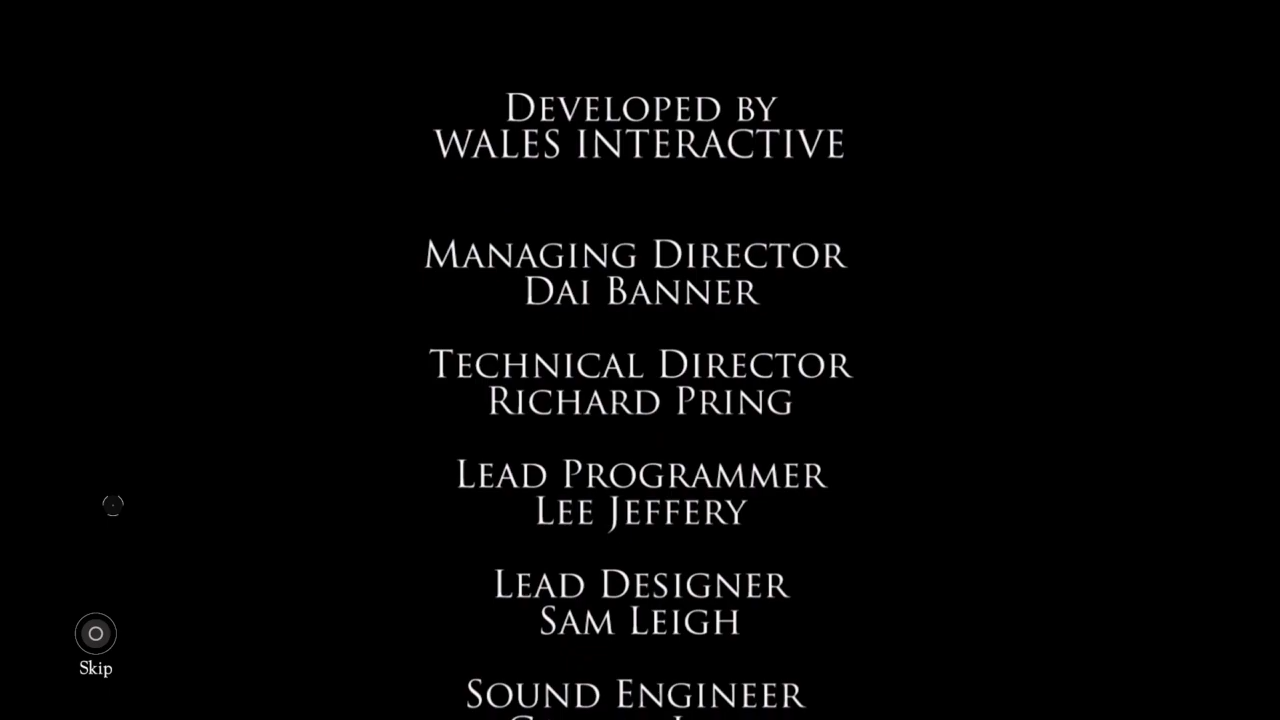 DEVELOPED BY
WALES INTERACTIVE
MANAGING DIRECTOR
DAI BANNER
TECHNICAL DIRECTOR
RICHARD PRING
LEAD PROGRAMMER
LEE JEFFERY
LEAD DESIGNER
SAM LEIGH
Skip
SOUND ENGINEER